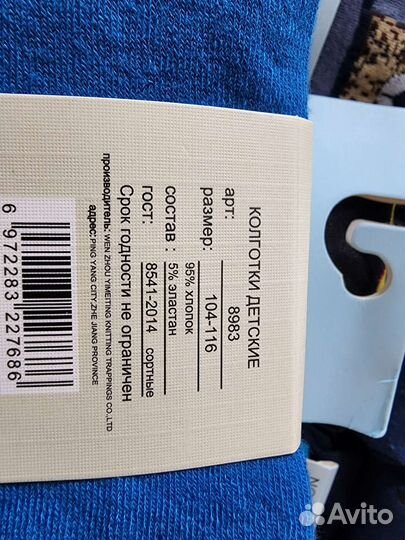 КОЛГОТКИ ДЕТСКИЕ
арт: 8983
размер: 104-116
состав : 95% хлопок
5% эластан
гост: 8541-2014 сортные
Срок годности не ограничен
производитель: WEN ZHOU YIMEITING KNITTING TRAPPINGS CO.,LTD
адрес:PING YANG CITY,ZHE JIANG PROVINCE
6 972283 227686
Avito